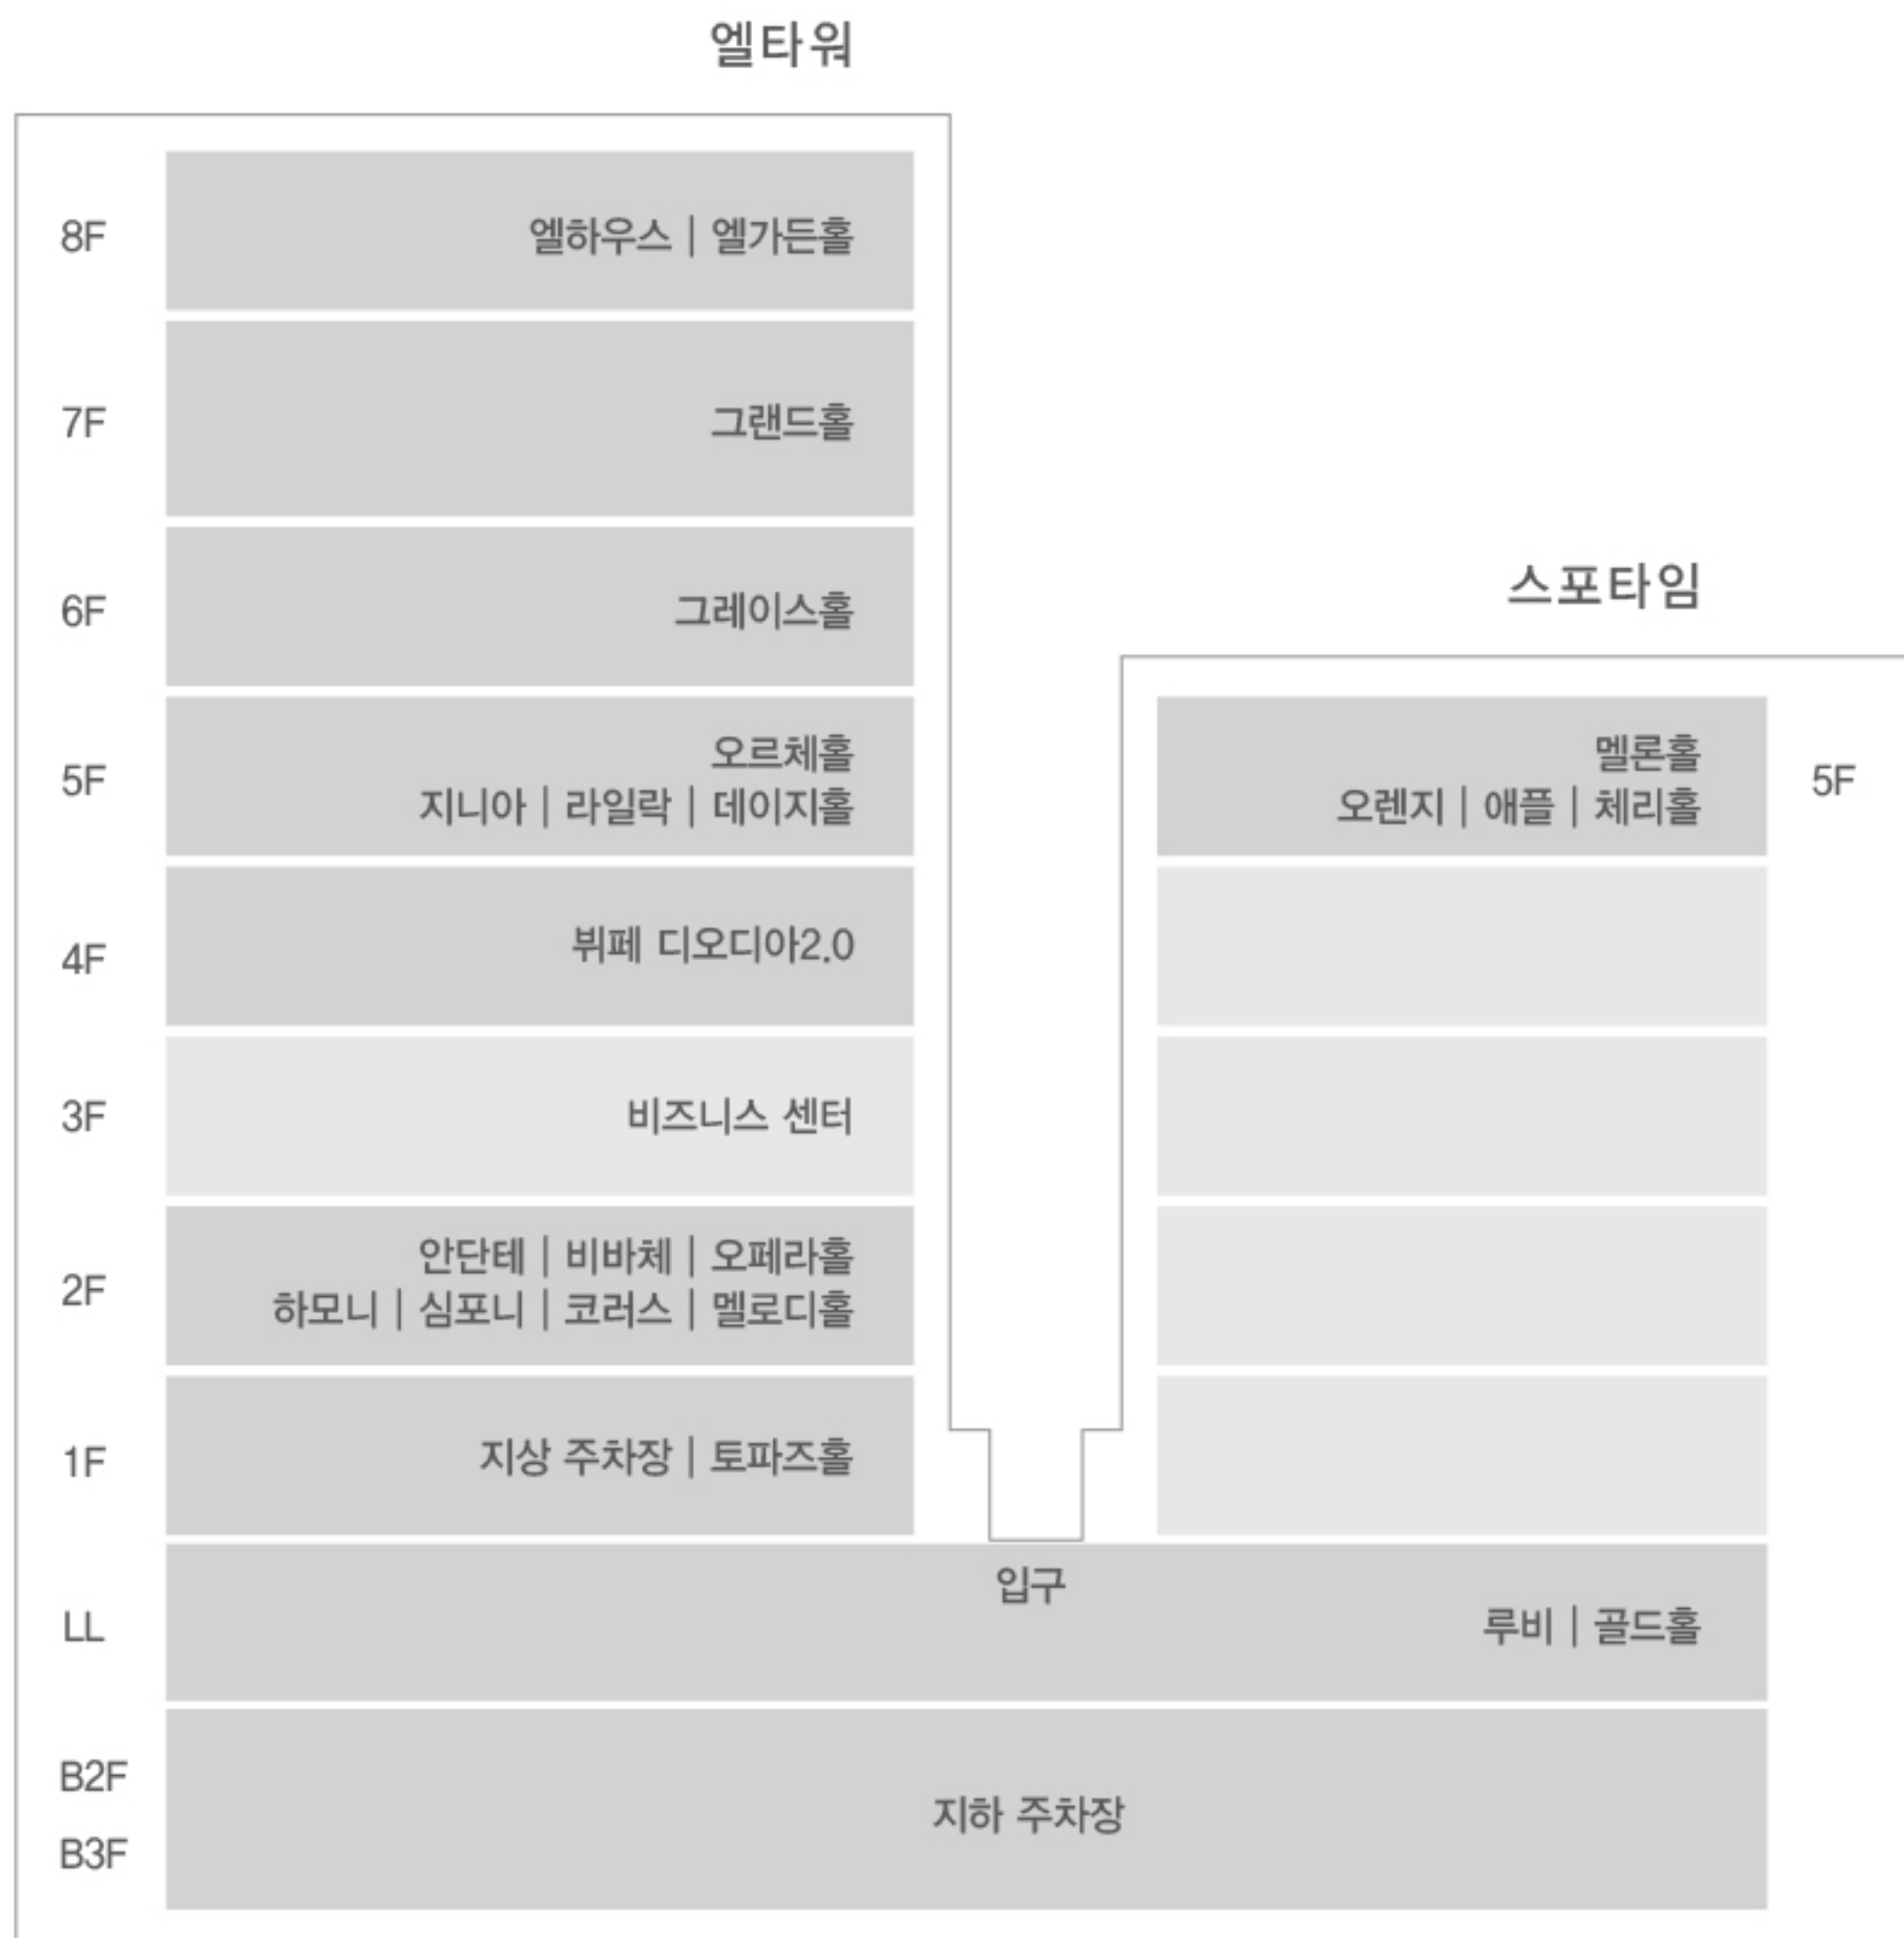 엘타워
8F
엘하우스 | 엘가든홀
7F
그랜드홀
6F
그레이스홀
스포타임
5F
오르체홀
지니아 | 라일락 | 데이지홀
멜론홀
오렌지 | 애플 | 체리홀
5F
4F
뷔페 디오디아2.0
3F
비즈니스 센터
2F
안단테 | 비바체 | 오페라홀
하모니 | 심포니 | 코러스 | 멜로디홀
1F
지상 주차장 | 토파즈홀
입구
LL
루비 | 골드홀
B2F
지하 주차장
B3F